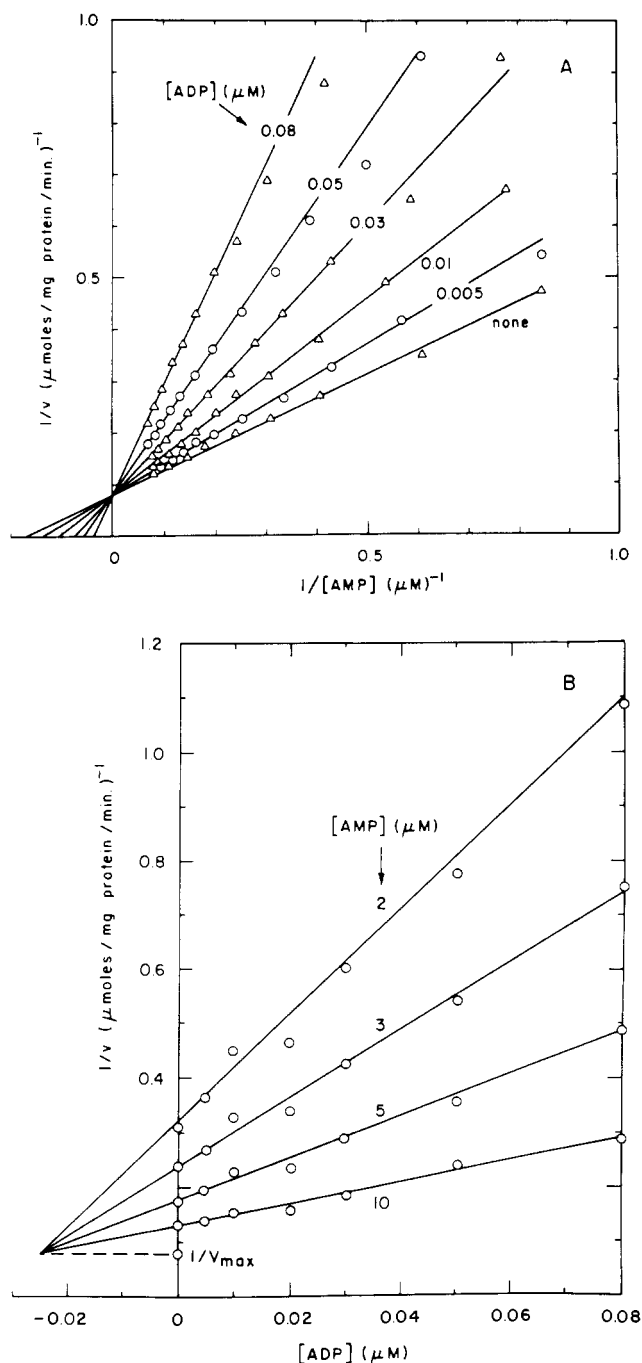 A
1.0
[ADP] (μM)
0.08
0.05
0.03
0.5
0.01
0.005
none
1/v (μmoles / mg protein / min.)⁻¹
0
0.5
1.0
1/[AMP] (μM)⁻¹
1.2
B
1.0
[AMP] (μM)
0.8
2
0.6
3
0.4
5
10
1/Vmax
1/v (μmoles / mg protein / min.)⁻¹
-0.02
0
0.02
0.04
0.06
0.08
[ADP] (μM)